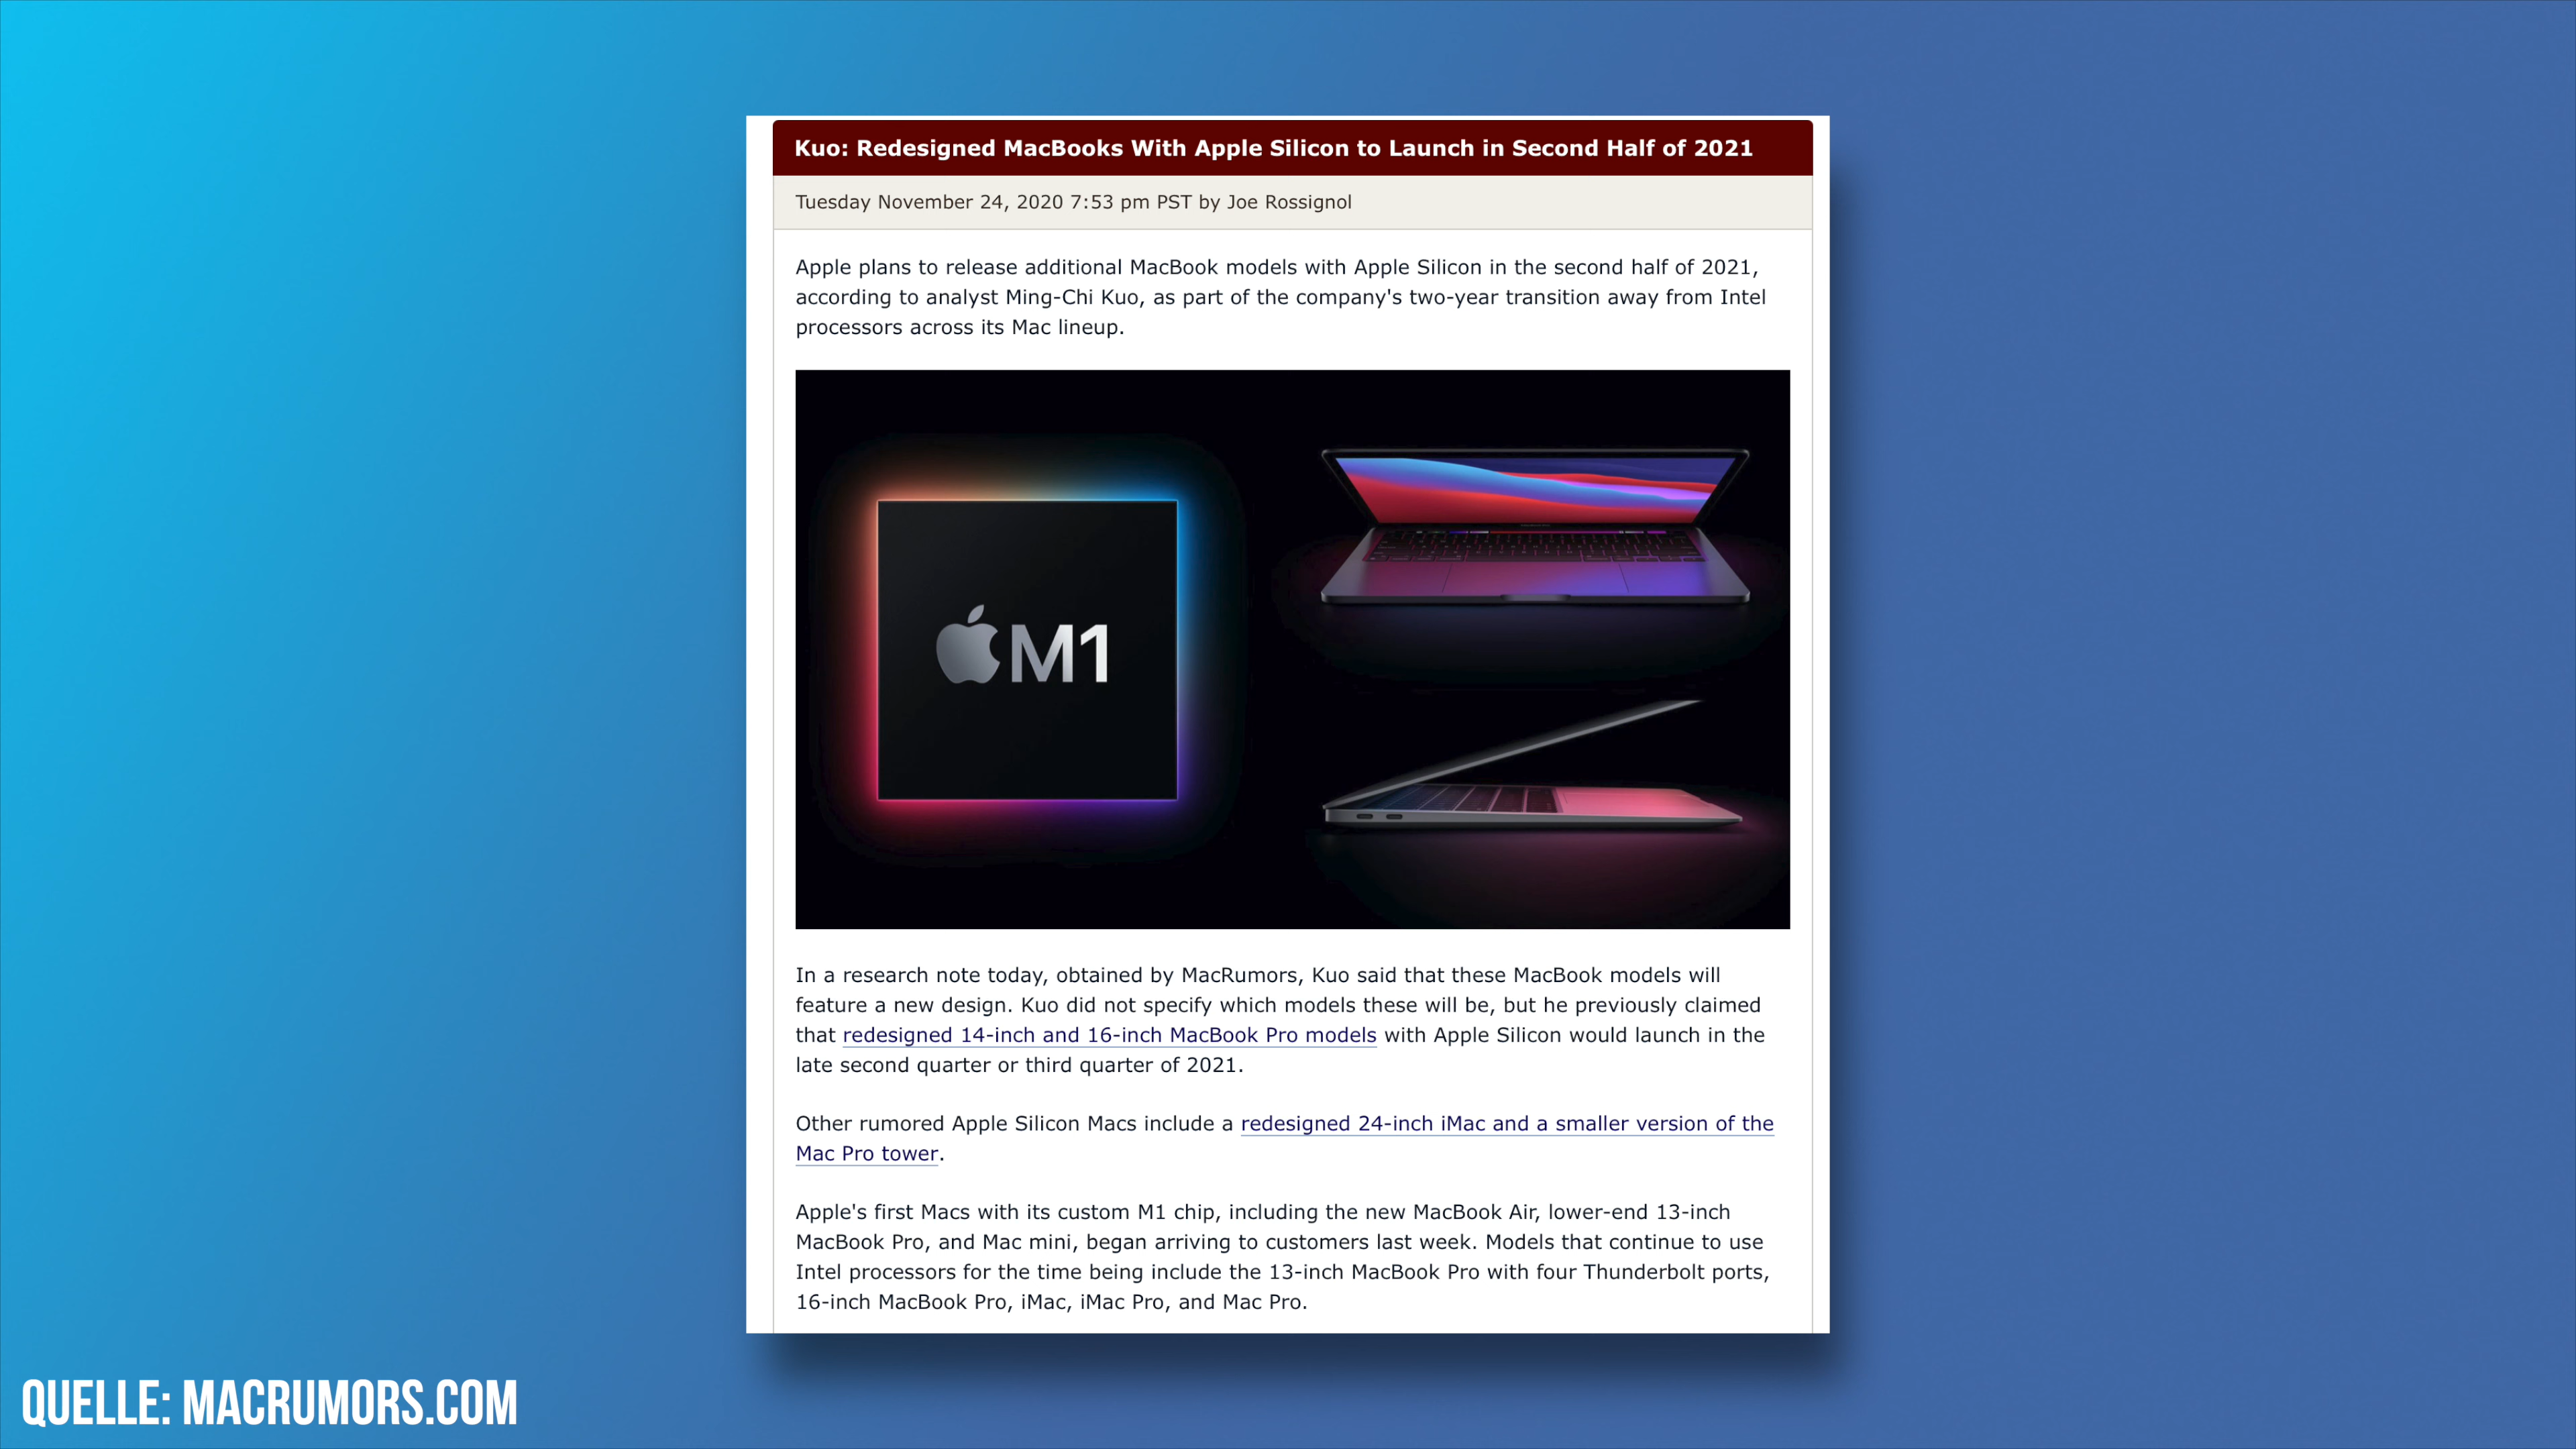 Kuo: Redesigned MacBooks With Apple Silicon to Launch in Second Half of 2021
Tuesday November 24, 2020 7:53 pm PST by Joe Rossignol
Apple plans to release additional MacBook models with Apple Silicon in the second half of 2021,
according to analyst Ming-Chi Kuo, as part of the company's two-year transition away from Intel
processors across its Mac lineup.
M1
In a research note today, obtained by MacRumors, Kuo said that these MacBook models will
feature a new design. Kuo did not specify which models these will be, but he previously claimed
that redesigned 14-inch and 16-inch MacBook Pro models with Apple Silicon would launch in the
late second quarter or third quarter of 2021.
Other rumored Apple Silicon Macs include a redesigned 24-inch iMac and a smaller version of the
Mac Pro tower.
Apple's first Macs with its custom M1 chip, including the new MacBook Air, lower-end 13-inch
MacBook Pro, and Mac mini, began arriving to customers last week. Models that continue to use
Intel processors for the time being include the 13-inch MacBook Pro with four Thunderbolt ports,
16-inch MacBook Pro, iMac, iMac Pro, and Mac Pro.
QUELLE: MACRUMORS.COM